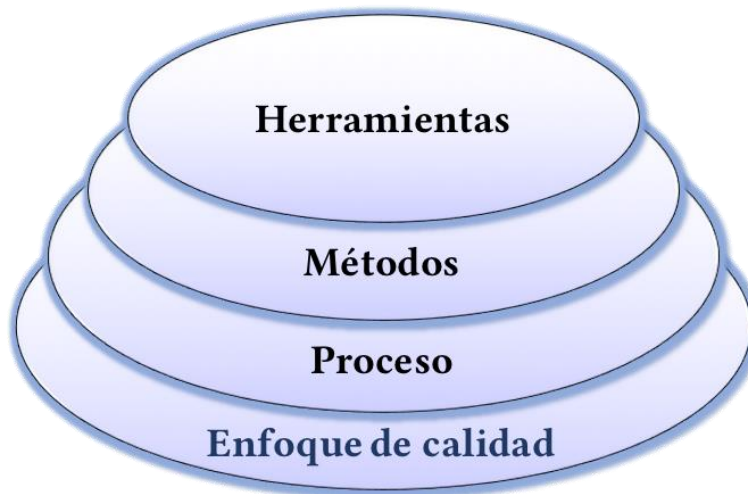 Herramientas
Métodos
Proceso
Enfoque de calidad